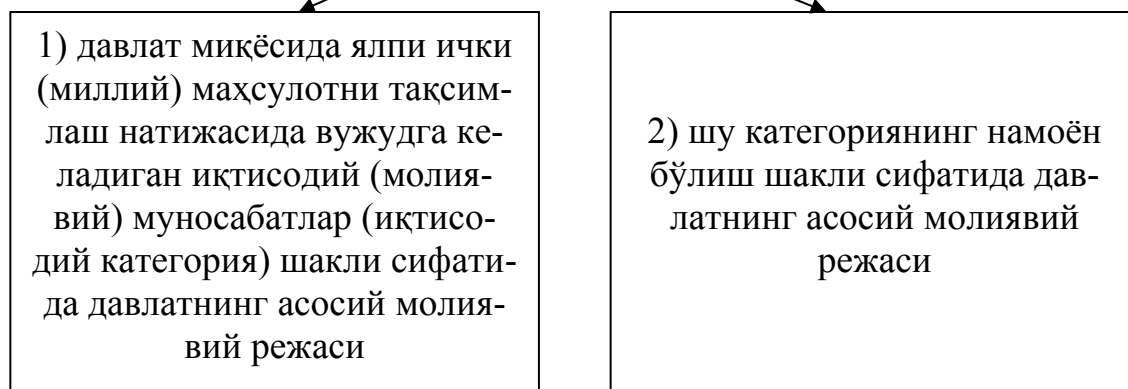 1) давлат миқёсида ялпи ички
(миллий) маҳсулотни тақсим-
лаш натижасида вужудга ке-
ладиган иқтисодий (молия-
вий) муносабатлар (иқтисо-
дий категория) шакли сифати-
да давлатнинг асосий молия-
вий режаси
2) шу категориянинг намоён
бўлиш шакли сифатида дав-
латнинг асосий молиявий
режаси